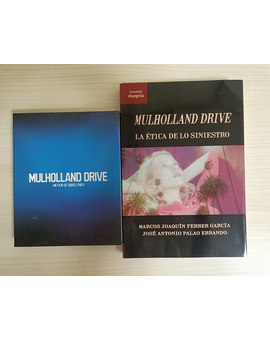 MULHOLLAND DRIVE
UN FILM DE DAVID LYNCH
shangrila
MULHOLLAND DRIVE
LA ÉTICA DE LO SINIESTRO
MARCOS JOAQUÍN FERRER GARCÍA
JOSÉ ANTONIO PALAO ERRANDO